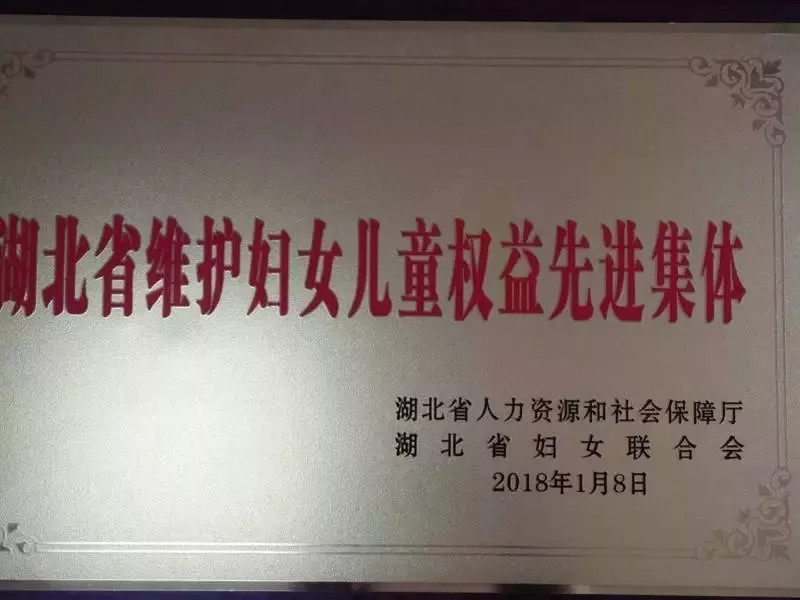 湖北省维护妇女儿童权益先进集体
湖北省人力资源和社会保障厅
湖北省妇女联合会
2018年1月8日